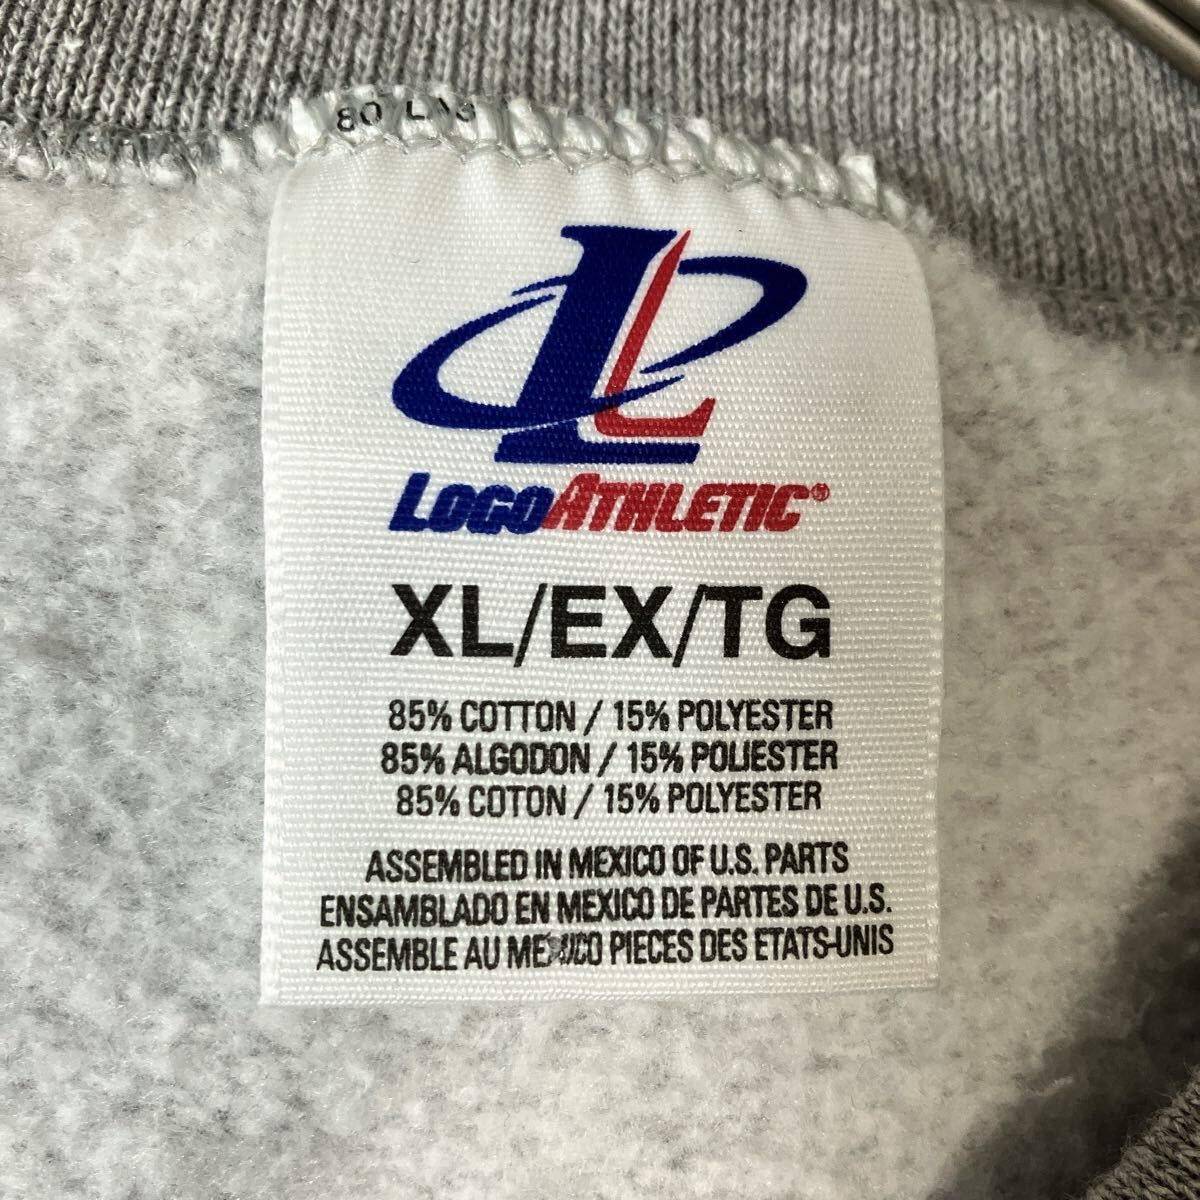 80
LOGOATHLETIC®
XL/EX/TG
85% COTTON / 15% POLYESTER
85% ALGODON / 15% POLIESTER
85% COTON / 15% POLYESTER
ASSEMBLED IN MEXICO OF U.S. PARTS
ENSAMBLADO EN MEXICO DE PARTES DE U.S.
ASSEMBLE AU MEXICO PIECES DES ETATS-UNIS